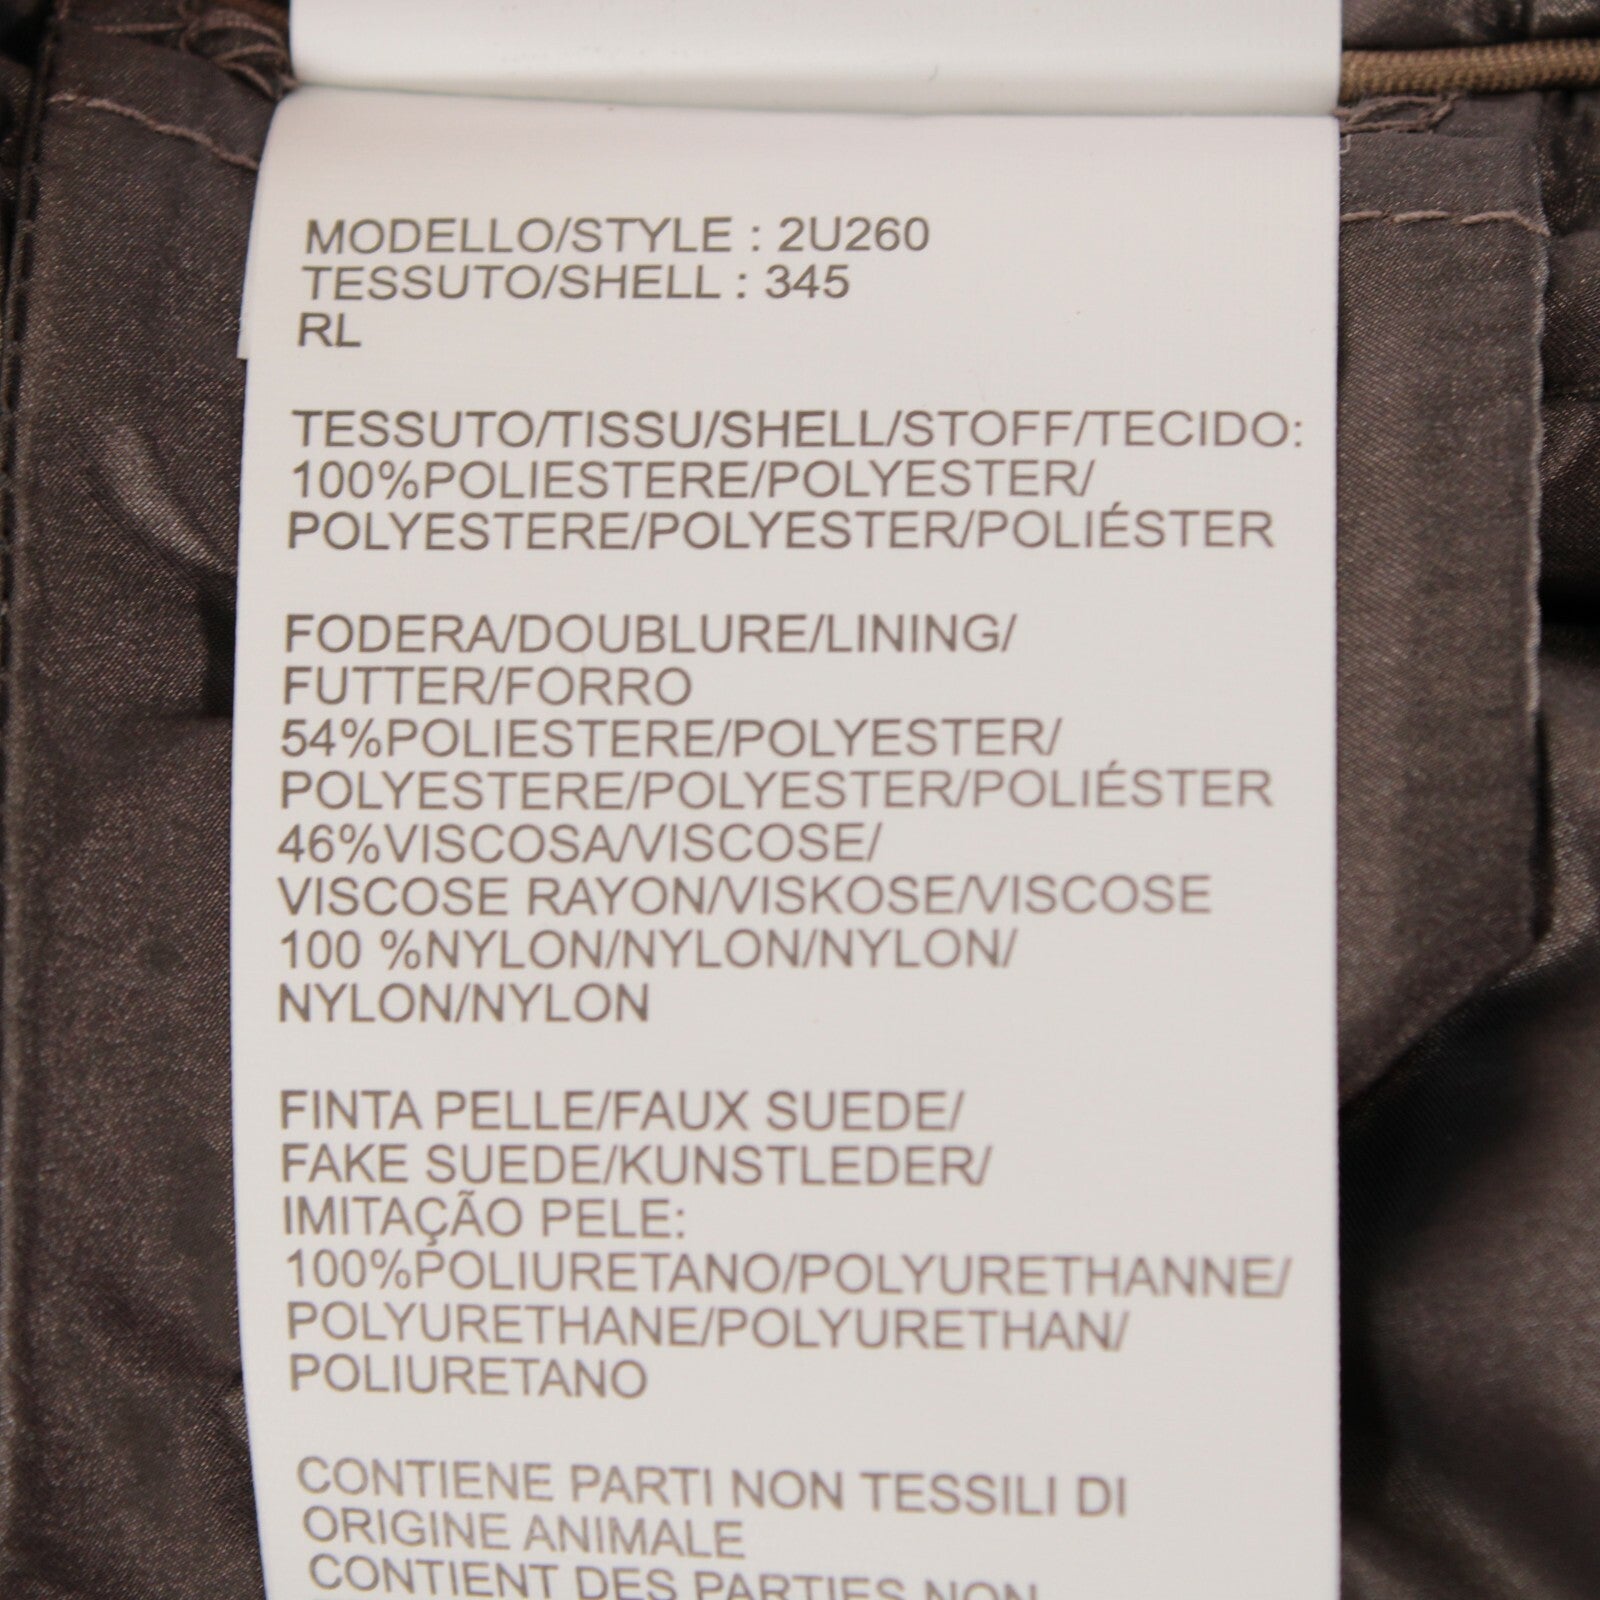 MODELLO/STYLE : 2U260
TESSUTO/SHELL : 345
RL
TESSUTO/TISSU/SHELL/STOFF/TECIDO:
100%POLIESTERE/POLYESTER/
POLYESTERE/POLYESTER/POLIÉSTER
FODERA/DOUBLURE/LINING/
FUTTER/FORRO
54%POLIESTERE/POLYESTER/
POLYESTERE/POLYESTER/POLIÉSTER
46%VISCOSA/VISCOSE/
VISCOSE RAYON/VISKOSE/VISCOSE
100 %NYLON/NYLON/NYLON/
NYLON/NYLON
FINTA PELLE/FAUX SUEDE/
FAKE SUEDE/KUNSTLEDER/
IMITAÇÃO PELE:
100%POLIURETANO/POLYURETHANNE/
POLYURETHANE/POLYURETHAN/
POLIURETANO
CONTIENE PARTI NON TESSILI DI
ORIGINE ANIMALE
CONTIENT DES PARTIES NON